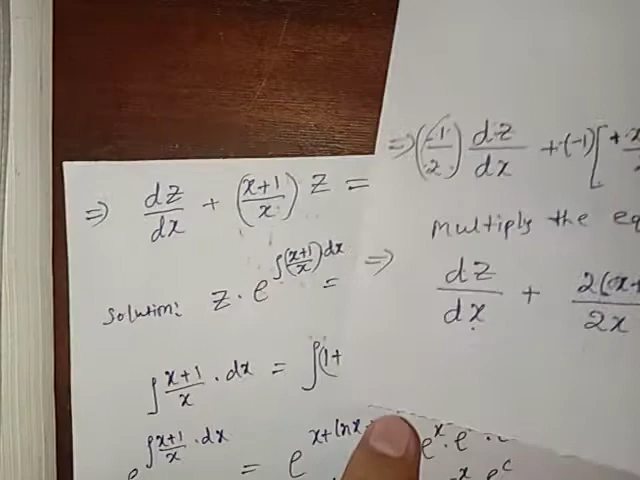 ⇒ (-1/2) dz/dx + (-1)[+x
⇒ dz/dx + (x+1/x) z =
Multiply the eq
Solution: z · e^∫(x+1/x)dx =
⇒ dz/dx + 2(x+ / 2x
∫ x+1/x · dx = ∫(1+
e^∫x+1/x · dx = e^x+lnx
e^x · e
e^c